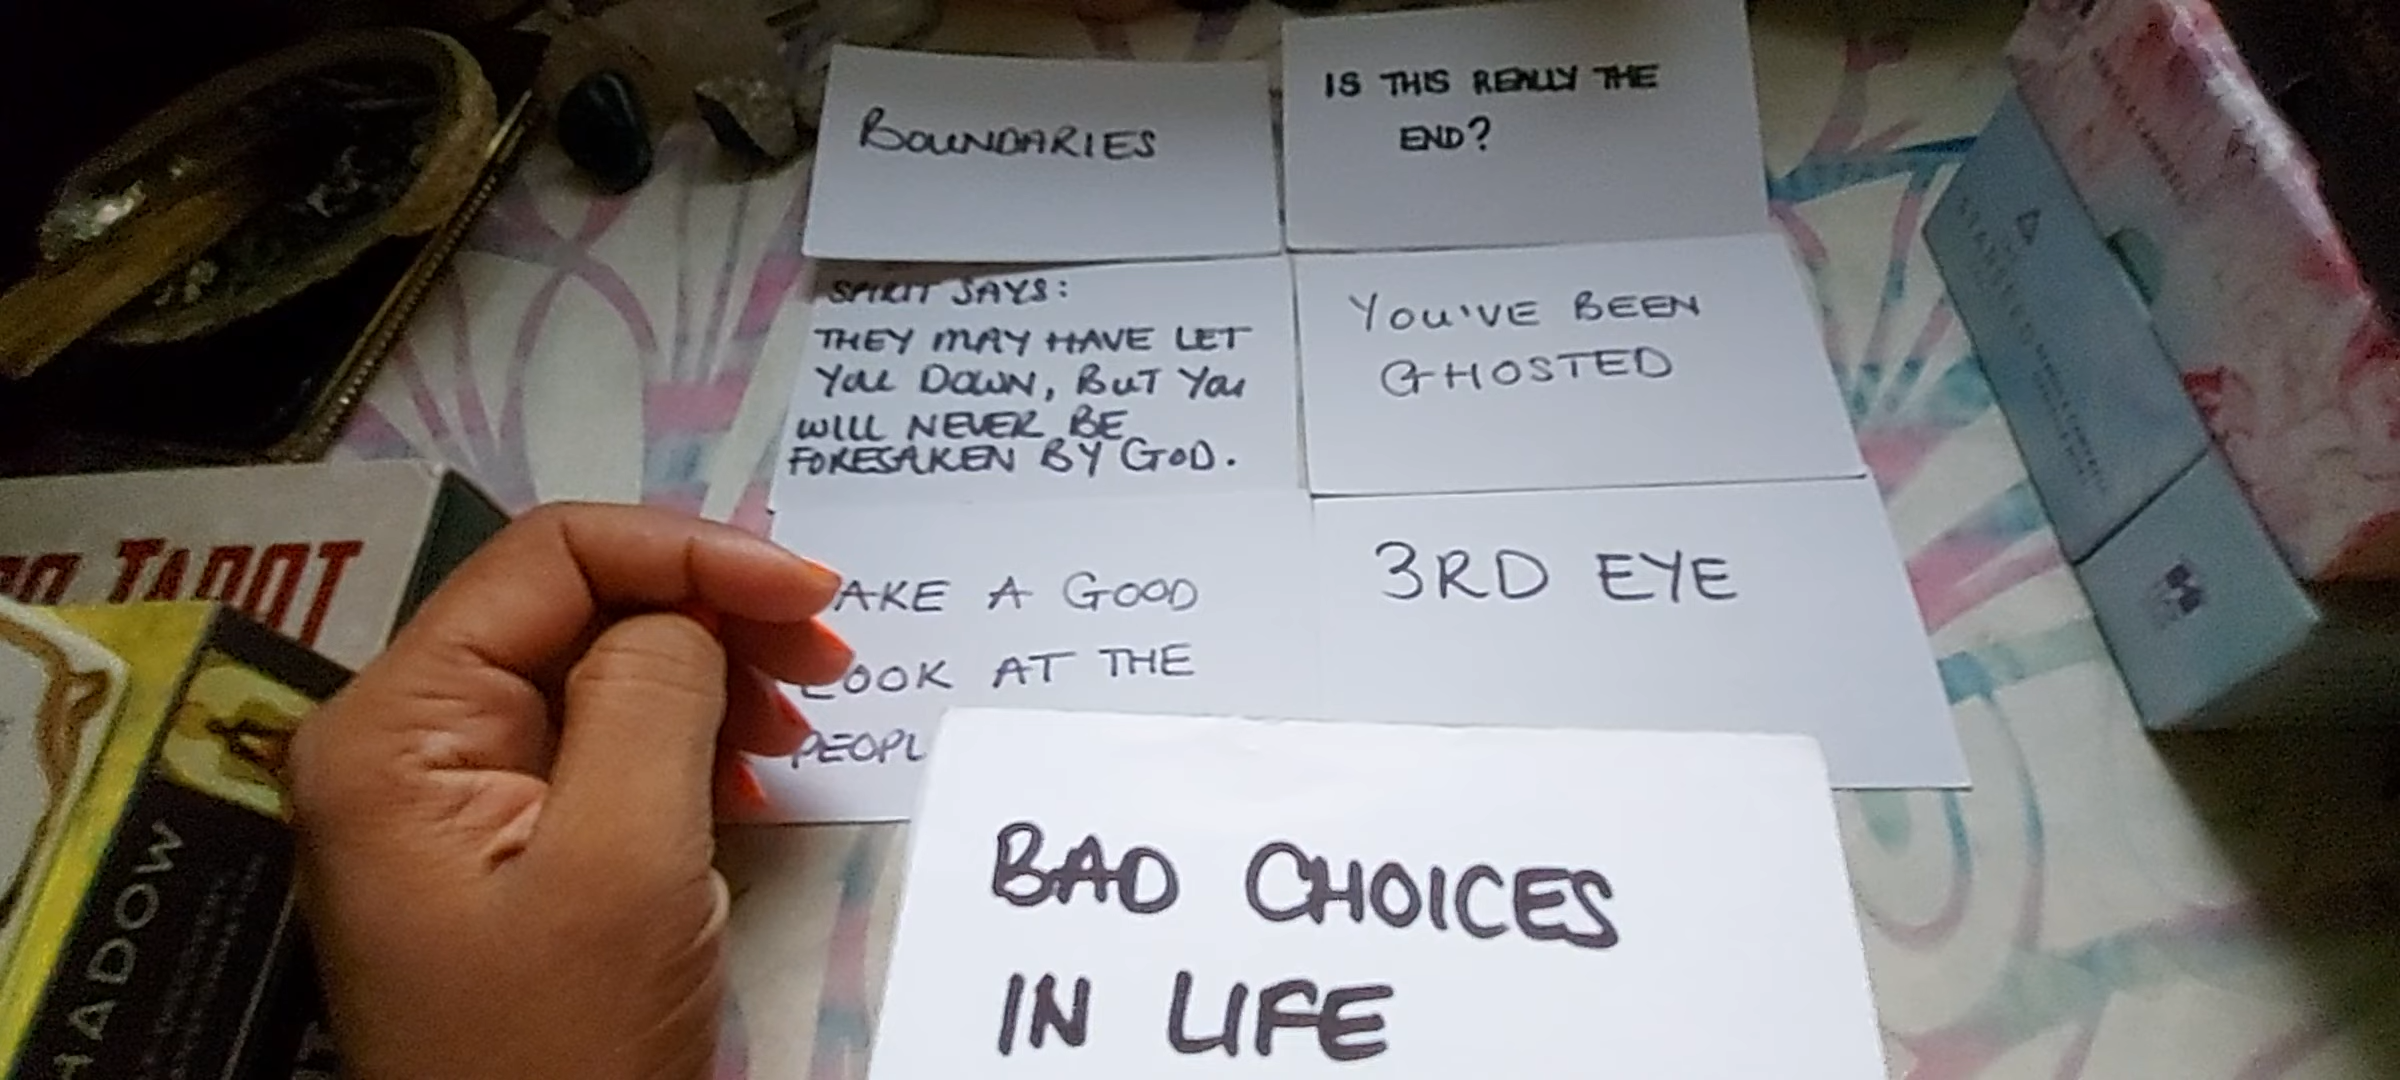 BOUNDARIES
IS THIS REALLY THE
END?
SPIRIT SAYS:
THEY MAY HAVE LET
YOU DOWN, BUT YOU
WILL NEVER BE
FORESAKEN BY GOD.
YOU'VE BEEN
GHOSTED
AKE A GOOD
LOOK AT THE
PEOPL
3RD EYE
BAD CHOICES
IN LIFE
TAROT
HADOW